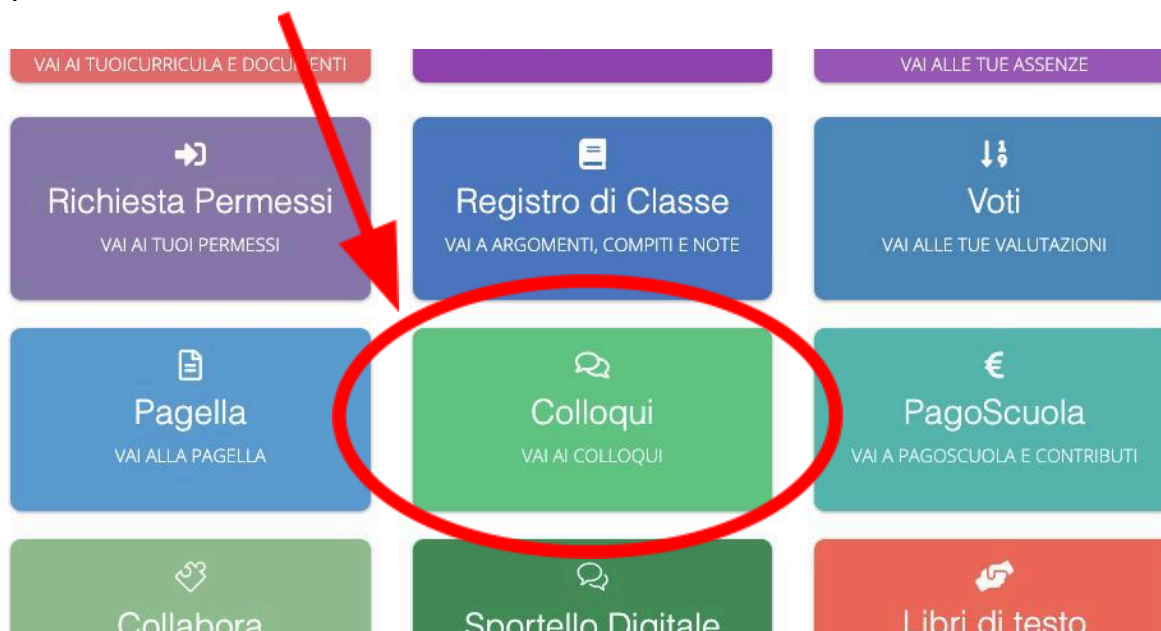 VAI AI TUOICURRICULA E DOCUMENTI
VAI ALLE TUE ASSENZE
Richiesta Permessi
VAI AI TUOI PERMESSI
Registro di Classe
VAI A ARGOMENTI, COMPITI E NOTE
Voti
VAI ALLE TUE VALUTAZIONI
Pagella
VAI ALLA PAGELLA
Colloqui
VAI AI COLLOQUI
€
PagoScuola
VAI A PAGOSCUOLA E CONTRIBUTI
Collabora
Sportello Digitale
Libri di testo